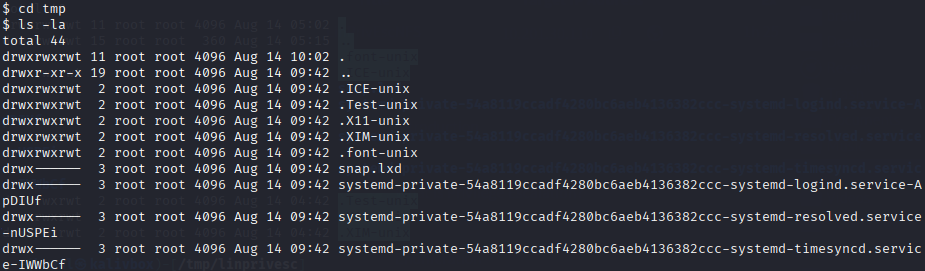 $ cd tmp
$ ls -la
total 44
drwxrwxrwt 11 root root 4096 Aug 14 10:02 .
drwxr-xr-x 19 root root 4096 Aug 14 09:42 ..
drwxrwxrwt  2 root root 4096 Aug 14 09:42 .ICE-unix
drwxrwxrwt  2 root root 4096 Aug 14 09:42 .Test-unix
drwxrwxrwt  2 root root 4096 Aug 14 09:42 .X11-unix
drwxrwxrwt  2 root root 4096 Aug 14 09:42 .XIM-unix
drwxrwxrwt  2 root root 4096 Aug 14 09:42 .font-unix
drwx------  3 root root 4096 Aug 14 09:42 snap.lxd
drwx------  3 root root 4096 Aug 14 09:42 systemd-private-54a8119ccadf4280bc6aeb4136382ccc-systemd-logind.service-A
pDIUf
drwx------  3 root root 4096 Aug 14 09:42 systemd-private-54a8119ccadf4280bc6aeb4136382ccc-systemd-resolved.service
-nUSPEi
drwx------  3 root root 4096 Aug 14 09:42 systemd-private-54a8119ccadf4280bc6aeb4136382ccc-systemd-timesyncd.servic
e-IWWbCf
/tmp/linprivesc